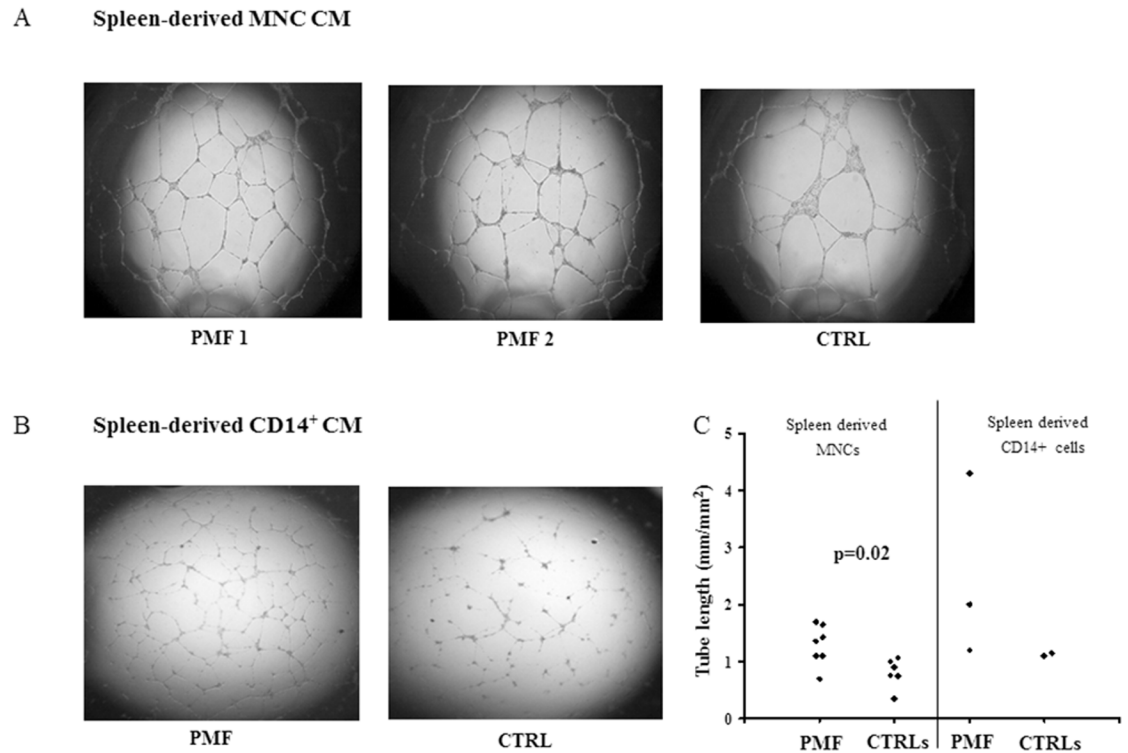 A Spleen-derived MNC CM
PMF 1
PMF 2
CTRL
B Spleen-derived CD14⁺ CM
PMF
CTRL
C
Spleen derived
MNCs
Spleen derived
CD14+ cells
Tube length (mm/mm²)
5
4
3
2
1
0
p=0.02
PMF
CTRLs
PMF
CTRLs